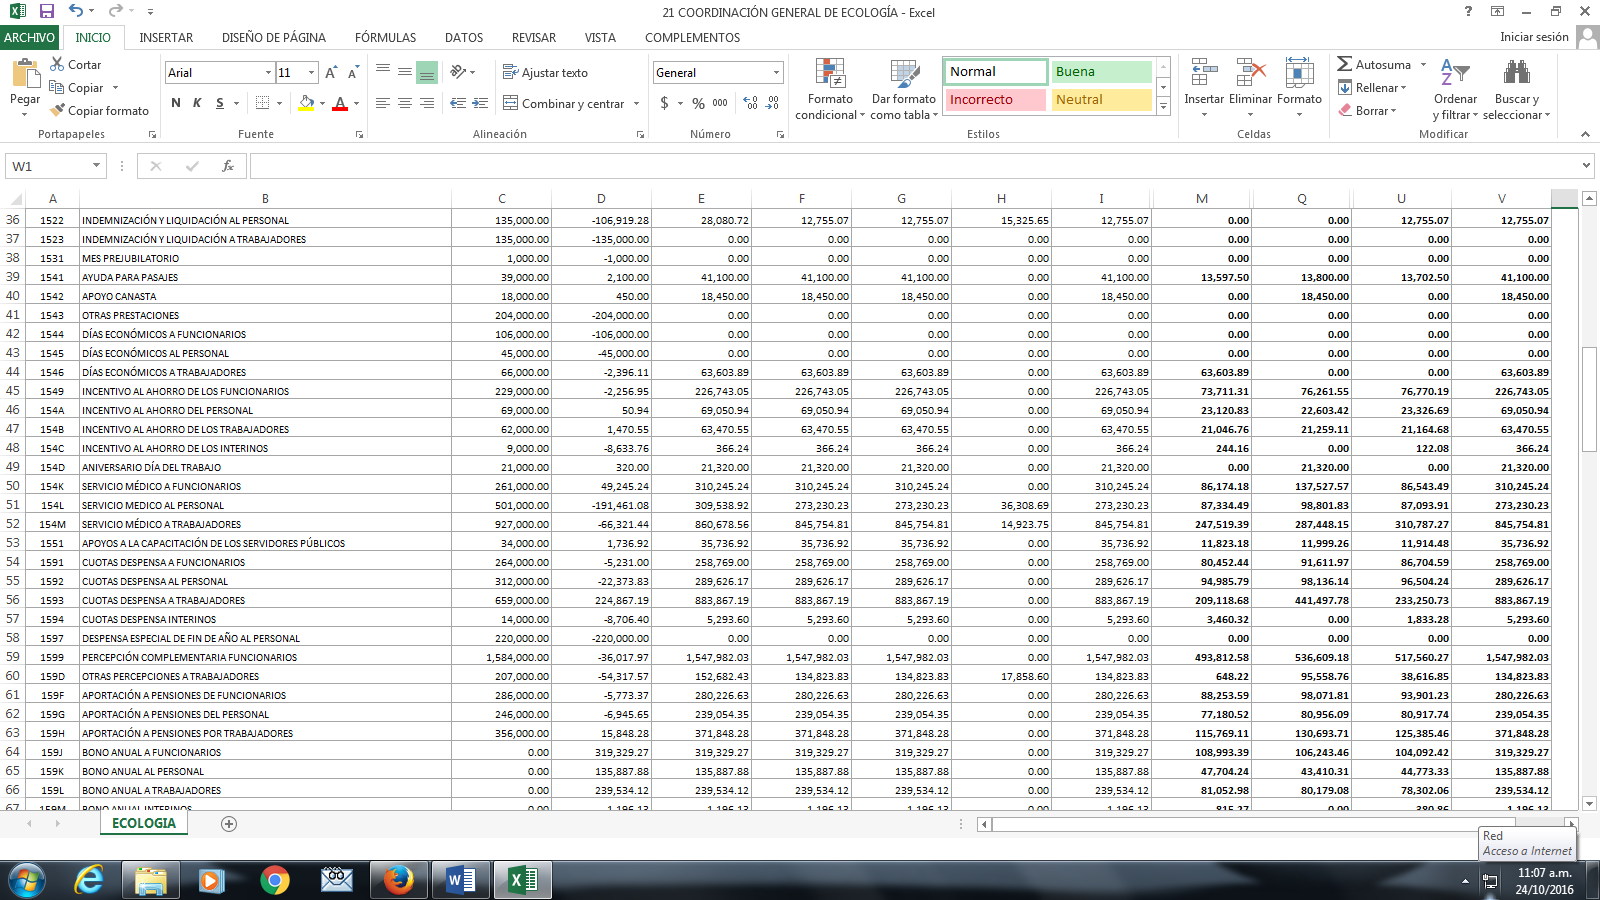 21 COORDINACIÓN GENERAL DE ECOLOGÍA - Excel
ARCHIVO INICIO INSERTAR DISEÑO DE PÁGINA FÓRMULAS DATOS REVISAR VISTA COMPLEMENTOS Iniciar sesión
Pegar Cortar Copiar Copiar formato Portapapeles
Arial 11 N K S Fuente
Ajustar texto Combinar y centrar Alineación
General $ % 000 Número
Formato condicional Dar formato como tabla Normal Buena Incorrecto Neutral Estilos
Insertar Eliminar Formato Celdas
Autosuma Rellenar Borrar Ordenar y filtrar Buscar y seleccionar Modificar
W1 fx
A B C D E F G H I M Q U V
36 1522 INDEMNIZACIÓN Y LIQUIDACIÓN AL PERSONAL 135,000.00 -106,919.28 28,080.72 12,755.07 12,755.07 15,325.65 12,755.07 0.00 0.00 12,755.07 12,755.07
37 1523 INDEMNIZACIÓN Y LIQUIDACIÓN A TRABAJADORES 135,000.00 -135,000.00 0.00 0.00 0.00 0.00 0.00 0.00 0.00 0.00 0.00
38 1531 MES PREJUBILATORIO 1,000.00 -1,000.00 0.00 0.00 0.00 0.00 0.00 0.00 0.00 0.00 0.00
39 1541 AYUDA PARA PASAJES 39,000.00 2,100.00 41,100.00 41,100.00 41,100.00 0.00 41,100.00 13,597.50 13,800.00 13,702.50 41,100.00
40 1542 APOYO CANASTA 18,000.00 450.00 18,450.00 18,450.00 18,450.00 0.00 18,450.00 0.00 18,450.00 0.00 18,450.00
41 1543 OTRAS PRESTACIONES 204,000.00 -204,000.00 0.00 0.00 0.00 0.00 0.00 0.00 0.00 0.00 0.00
42 1544 DÍAS ECONÓMICOS A FUNCIONARIOS 106,000.00 -106,000.00 0.00 0.00 0.00 0.00 0.00 0.00 0.00 0.00 0.00
43 1545 DÍAS ECONÓMICOS AL PERSONAL 45,000.00 -45,000.00 0.00 0.00 0.00 0.00 0.00 0.00 0.00 0.00 0.00
44 1546 DÍAS ECONÓMICOS A TRABAJADORES 66,000.00 -2,396.11 63,603.89 63,603.89 63,603.89 0.00 63,603.89 63,603.89 0.00 0.00 63,603.89
45 1549 INCENTIVO AL AHORRO DE LOS FUNCIONARIOS 229,000.00 -2,256.95 226,743.05 226,743.05 226,743.05 0.00 226,743.05 73,711.31 76,261.55 76,770.19 226,743.05
46 154A INCENTIVO AL AHORRO DEL PERSONAL 69,000.00 50.94 69,050.94 69,050.94 69,050.94 0.00 69,050.94 23,120.83 22,603.42 23,326.69 69,050.94
47 154B INCENTIVO AL AHORRO DE LOS TRABAJADORES 62,000.00 1,470.55 63,470.55 63,470.55 63,470.55 0.00 63,470.55 21,046.76 21,259.11 21,164.68 63,470.55
48 154C INCENTIVO AL AHORRO DE LOS INTERINOS 9,000.00 -8,633.76 366.24 366.24 366.24 0.00 366.24 244.16 0.00 122.08 366.24
49 154D ANIVERSARIO DÍA DEL TRABAJO 21,000.00 320.00 21,320.00 21,320.00 21,320.00 0.00 21,320.00 0.00 21,320.00 0.00 21,320.00
50 154K SERVICIO MÉDICO A FUNCIONARIOS 261,000.00 49,245.24 310,245.24 310,245.24 310,245.24 0.00 310,245.24 86,174.18 137,527.57 86,543.49 310,245.24
51 154L SERVICIO MEDICO AL PERSONAL 501,000.00 -191,461.08 309,538.92 273,230.23 273,230.23 36,308.69 273,230.23 87,334.49 98,801.83 87,093.91 273,230.23
52 154M SERVICIO MÉDICO A TRABAJADORES 927,000.00 -66,321.44 860,678.56 845,754.81 845,754.81 14,923.75 845,754.81 247,519.39 287,448.15 310,787.27 845,754.81
53 1551 APOYOS A LA CAPACITACIÓN DE LOS SERVIDORES PÚBLICOS 34,000.00 1,736.92 35,736.92 35,736.92 35,736.92 0.00 35,736.92 11,823.18 11,999.26 11,914.48 35,736.92
54 1591 CUOTAS DESPENSA A FUNCIONARIOS 264,000.00 -5,231.00 258,769.00 258,769.00 258,769.00 0.00 258,769.00 80,452.44 91,611.97 86,704.59 258,769.00
55 1592 CUOTAS DESPENSA AL PERSONAL 312,000.00 -22,373.83 289,626.17 289,626.17 289,626.17 0.00 289,626.17 94,985.79 98,136.14 96,504.24 289,626.17
56 1593 CUOTAS DESPENSA A TRABAJADORES 659,000.00 224,867.19 883,867.19 883,867.19 883,867.19 0.00 883,867.19 209,118.68 441,497.78 233,250.73 883,867.19
57 1594 CUOTAS DESPENSA INTERINOS 14,000.00 -8,706.40 5,293.60 5,293.60 5,293.60 0.00 5,293.60 3,460.32 0.00 1,833.28 5,293.60
58 1597 DESPENSA ESPECIAL DE FIN DE AÑO AL PERSONAL 220,000.00 -220,000.00 0.00 0.00 0.00 0.00 0.00 0.00 0.00 0.00 0.00
59 1599 PERCEPCIÓN COMPLEMENTARIA FUNCIONARIOS 1,584,000.00 -36,017.97 1,547,982.03 1,547,982.03 1,547,982.03 0.00 1,547,982.03 493,812.58 536,609.18 517,560.27 1,547,982.03
60 159D OTRAS PERCEPCIONES A TRABAJADORES 207,000.00 -54,317.57 152,682.43 134,823.83 134,823.83 17,858.60 134,823.83 648.22 95,558.76 38,616.85 134,823.83
61 159F APORTACIÓN A PENSIONES DE FUNCIONARIOS 286,000.00 -5,773.37 280,226.63 280,226.63 280,226.63 0.00 280,226.63 88,253.59 98,071.81 93,901.23 280,226.63
62 159G APORTACIÓN A PENSIONES DEL PERSONAL 246,000.00 -6,945.65 239,054.35 239,054.35 239,054.35 0.00 239,054.35 77,180.52 80,956.09 80,917.74 239,054.35
63 159H APORTACIÓN A PENSIONES POR TRABAJADORES 356,000.00 15,848.28 371,848.28 371,848.28 371,848.28 0.00 371,848.28 115,769.11 130,693.71 125,385.46 371,848.28
64 159J BONO ANUAL A FUNCIONARIOS 0.00 319,329.27 319,329.27 319,329.27 319,329.27 0.00 319,329.27 108,993.39 106,243.46 104,092.42 319,329.27
65 159K BONO ANUAL AL PERSONAL 0.00 135,887.88 135,887.88 135,887.88 135,887.88 0.00 135,887.88 47,704.24 43,410.31 44,773.33 135,887.88
66 159L BONO ANUAL A TRABAJADORES 0.00 239,534.12 239,534.12 239,534.12 239,534.12 0.00 239,534.12 81,052.98 80,179.08 78,302.06 239,534.12
67 159M BONO ANUAL INTERINOS 0.00 1,196.13 1,196.13 1,196.13 1,196.13 0.00 1,196.13 815.27 0.00 380.86 1,196.13
ECOLOGIA
Red
Acceso a Internet
11:07 a.m.
24/10/2016